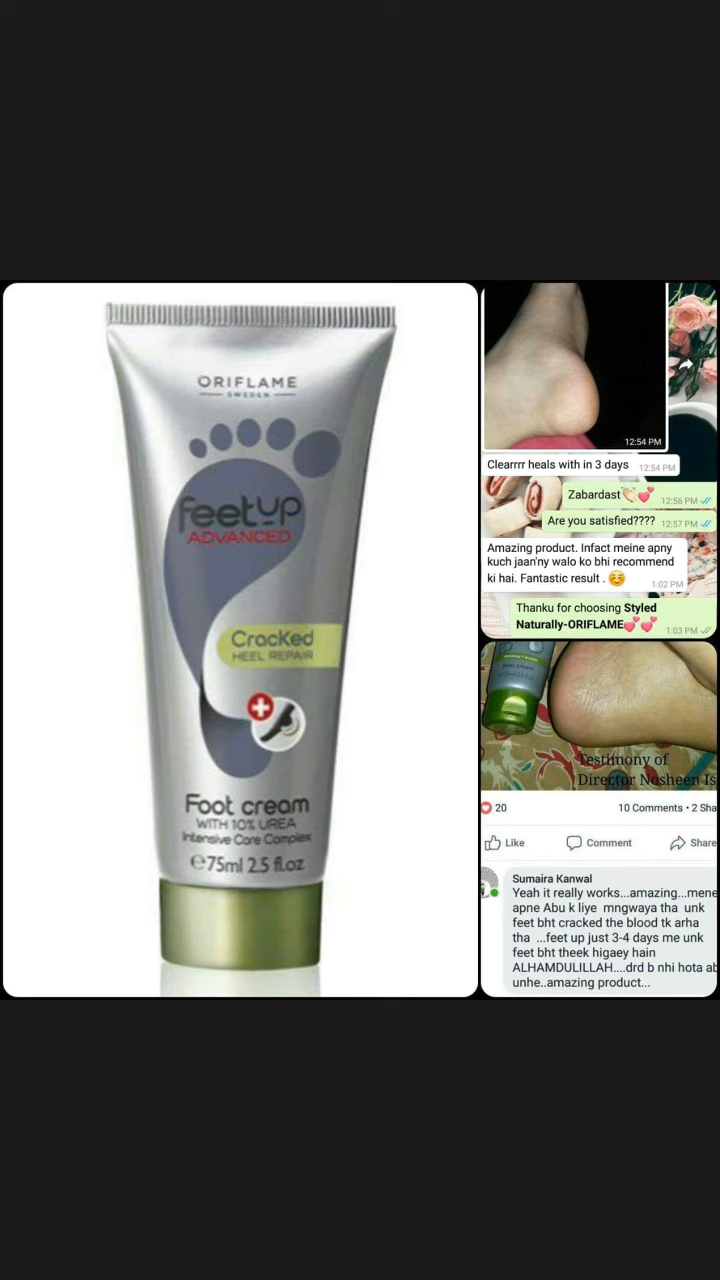 ORIFLAME
SWEDEN
feetup
ADVANCED
Cracked
HEEL REPAIR
Foot cream
WITH 10% UREA
Intensive Care Complex
℮75ml 2.5 fl.oz
12:54 PM
Clearrrr heals with in 3 days 12:54 PM
Zabardast👏🏻💕 12:56 PM
Are you satisfied???? 12:57 PM
Amazing product. Infact meine apny
kuch jaan'ny walo ko bhi recommend
ki hai. Fantastic result . ☺️ 1:02 PM
Thanku for choosing Styled
Naturally-ORIFLAME💕💕 1:03 PM
foot cream
Testimony of
Director Nosheen Is
20 10 Comments • 2 Sha
Like Comment Share
Sumaira Kanwal
Yeah it really works...amazing...mene
apne Abu k liye mngwaya tha unk
feet bht cracked the blood tk arha
tha ...feet up just 3-4 days me unk
feet bht theek higaey hain
ALHAMDULILLAH....drd b nhi hota ab
unhe..amazing product...